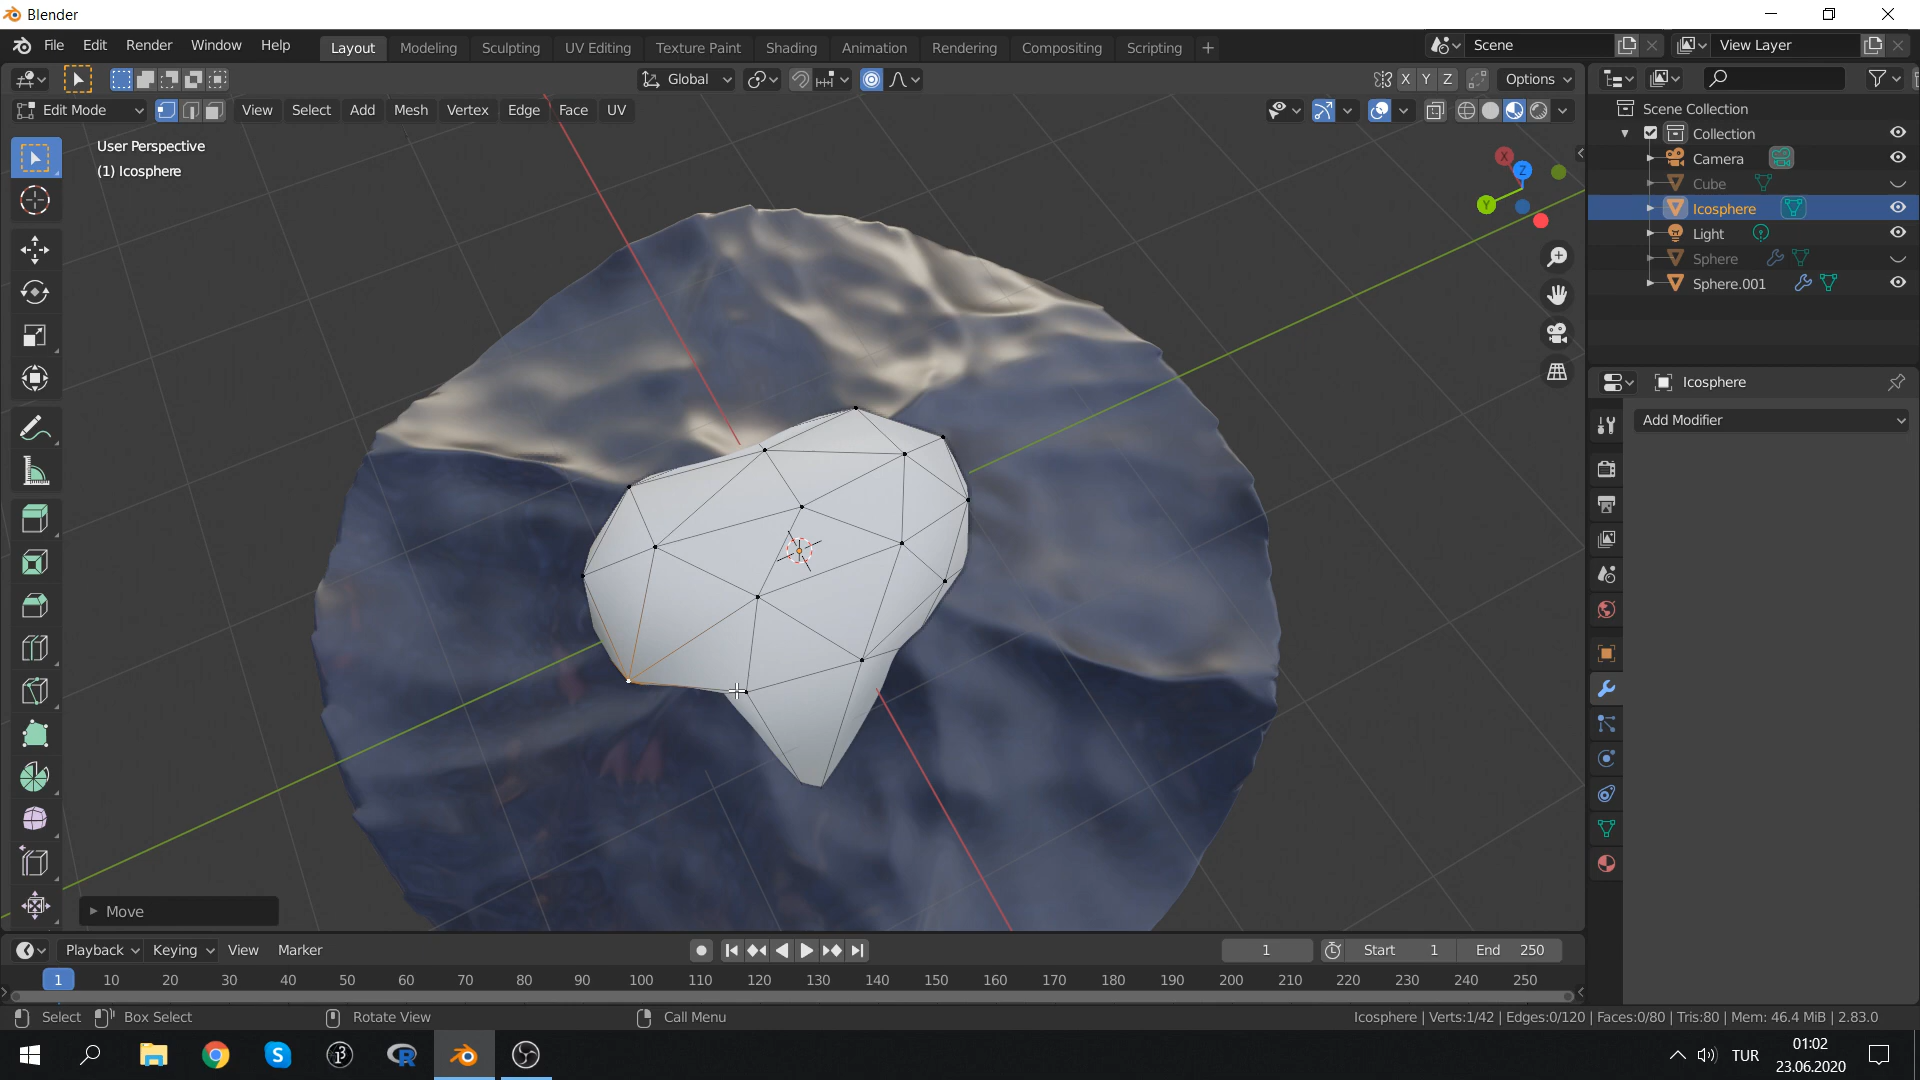 Blender
File Edit Render Window Help
Layout Modeling Sculpting UV Editing Texture Paint Shading Animation Rendering Compositing Scripting +
Scene
View Layer
Global
X Y Z
Options
Edit Mode
View Select Add Mesh Vertex Edge Face UV
User Perspective
(1) Icosphere
X
Z
Y
Scene Collection
Collection
Camera
Cube
Icosphere
Light
Sphere
Sphere.001
Icosphere
Add Modifier
Move
Playback Keying View Marker
1 Start 1 End 250
1 10 20 30 40 50 60 70 80 90 100 110 120 130 140 150 160 170 180 190 200 210 220 230 240 250
Select Box Select Rotate View Call Menu
Icosphere | Verts:1/42 | Edges:0/120 | Faces:0/80 | Tris:80 | Mem: 46.4 MiB | 2.83.0
TUR
01:02
23.06.2020